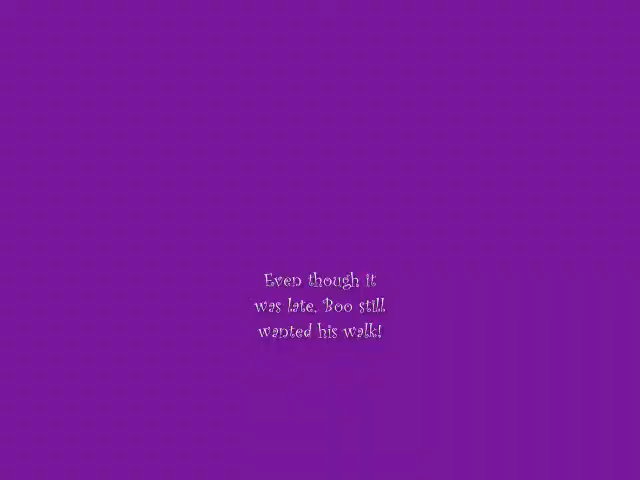 Even though it
was late, Boo still
wanted his walk!